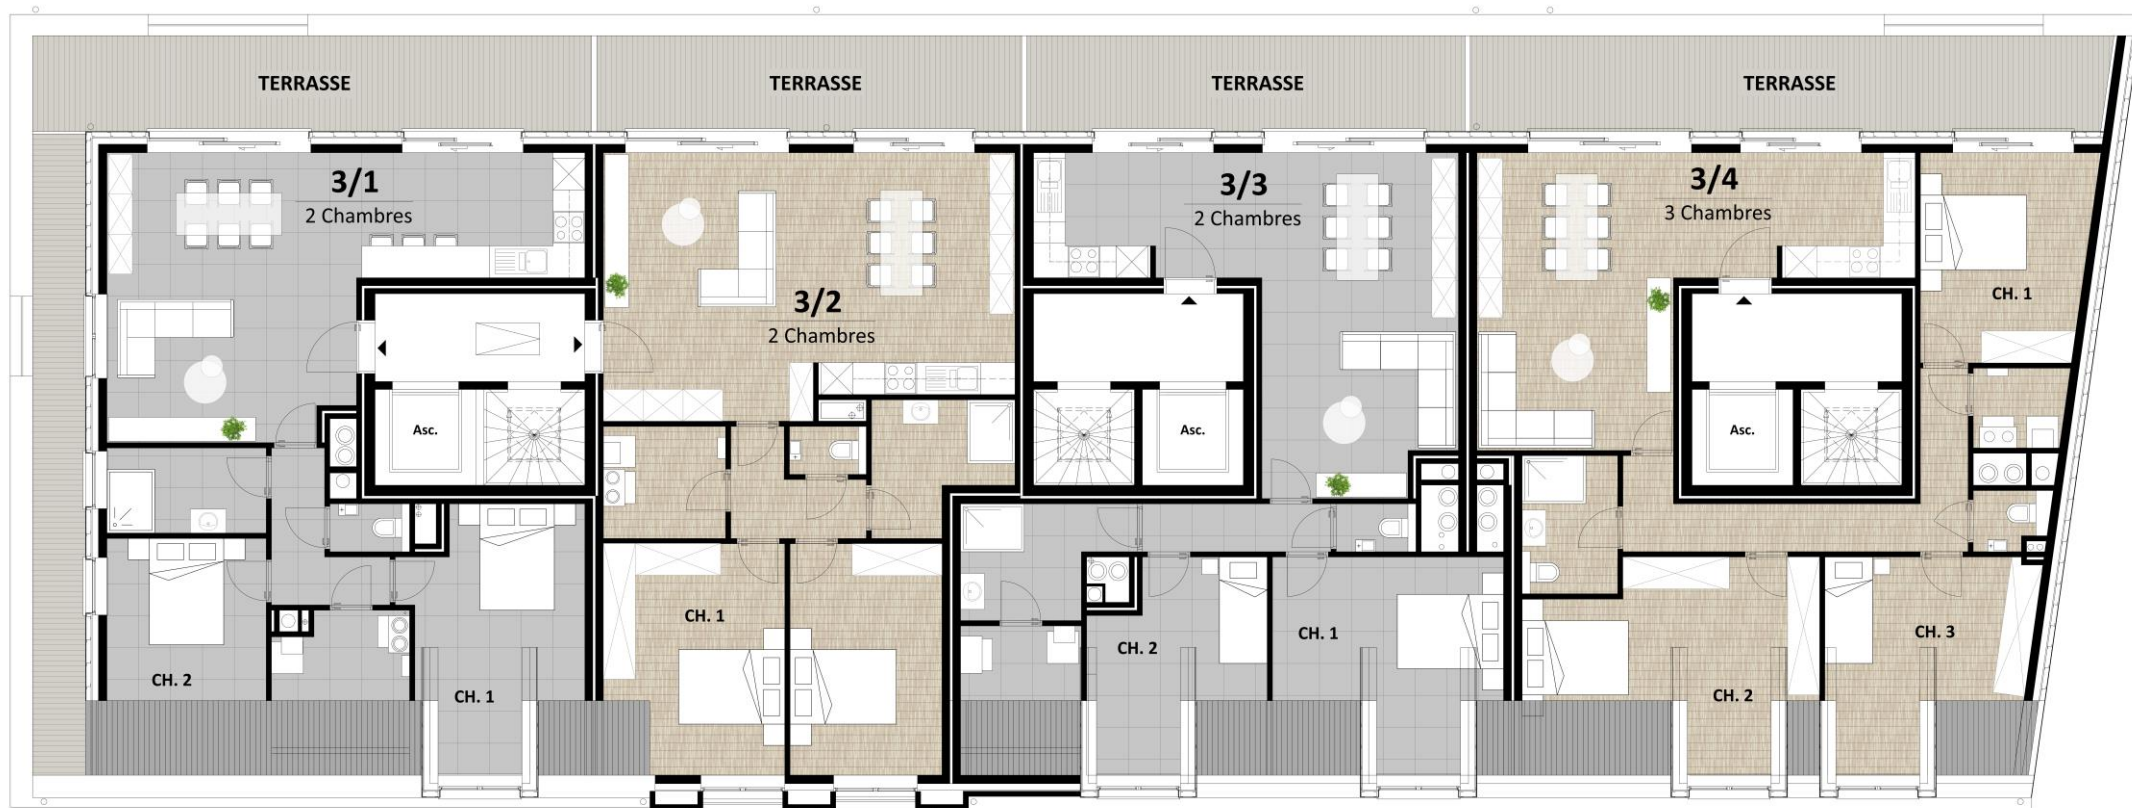 TERRASSE
TERRASSE
TERRASSE
TERRASSE
3/1
2 Chambres
3/2
2 Chambres
3/3
2 Chambres
3/4
3 Chambres
CH. 1
Asc.
Asc.
Asc.
CH. 2
CH. 1
CH. 1
CH. 2
CH. 1
CH. 2
CH. 3